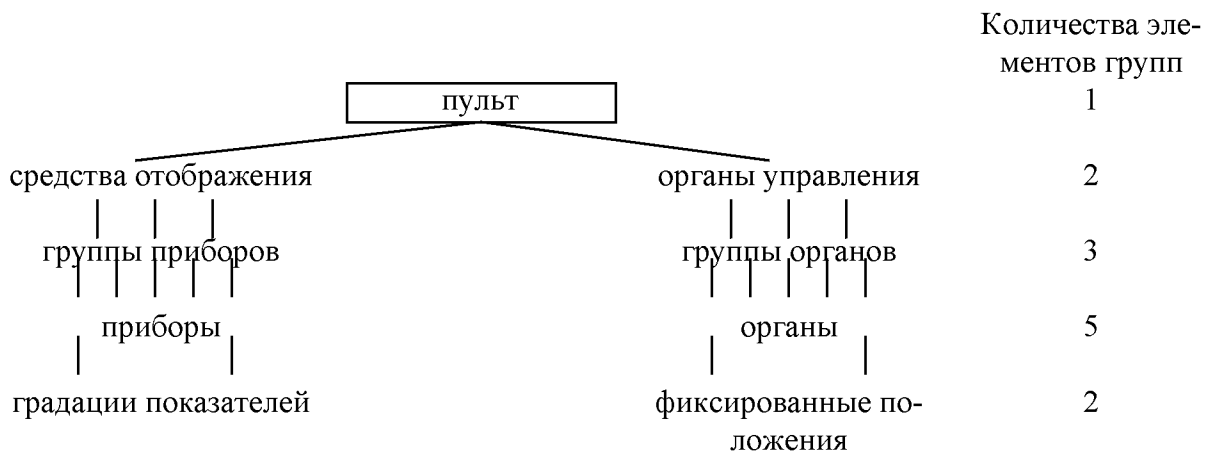 Количества эле-
ментов групп
пульт 1
средства отображения органы управления 2
группы приборов группы органов 3
приборы органы 5
градации показателей фиксированные по- 2
ложения